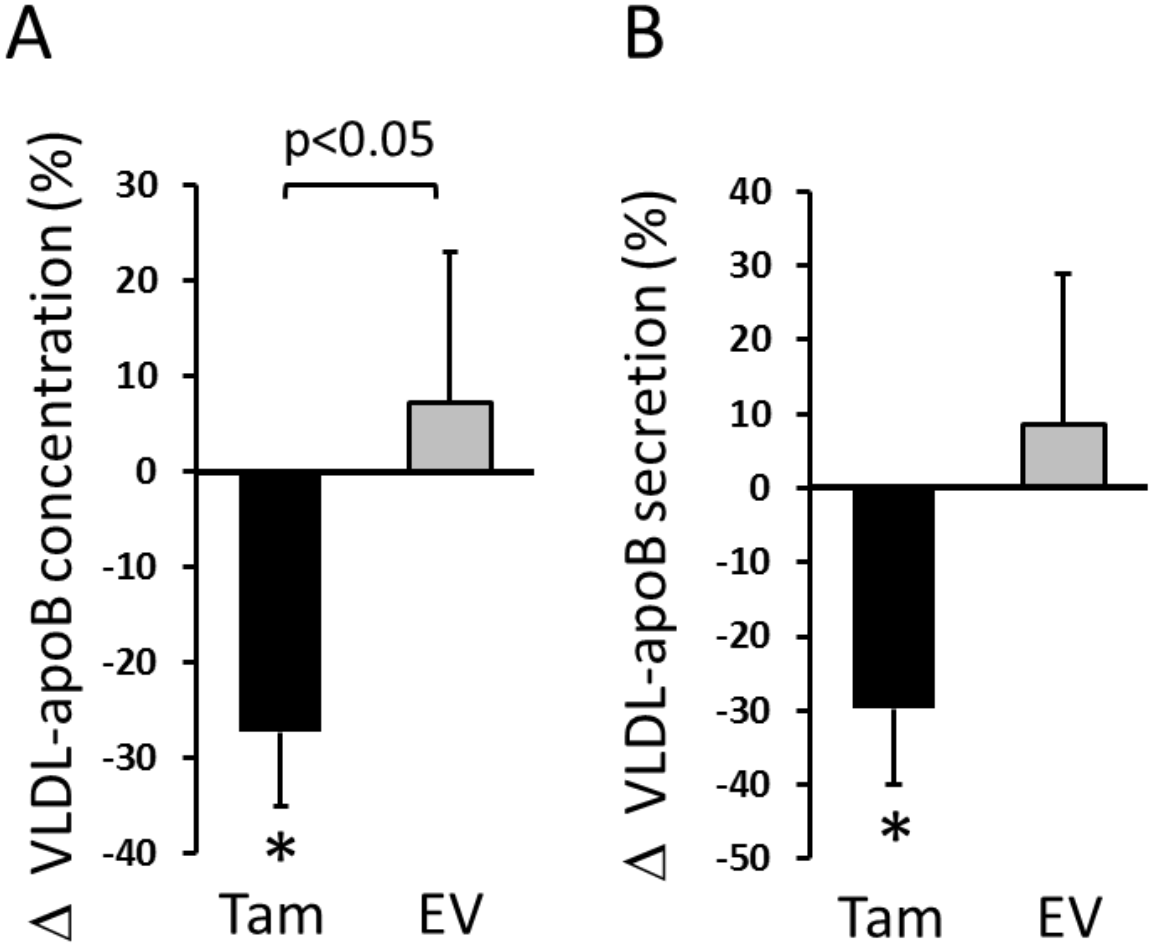 A
p<0.05
Δ VLDL-apoB concentration (%)
30
20
10
0
-10
-20
-30
-40
*
Tam
EV
B
Δ VLDL-apoB secretion (%)
40
30
20
10
0
-10
-20
-30
-40
-50
*
Tam
EV